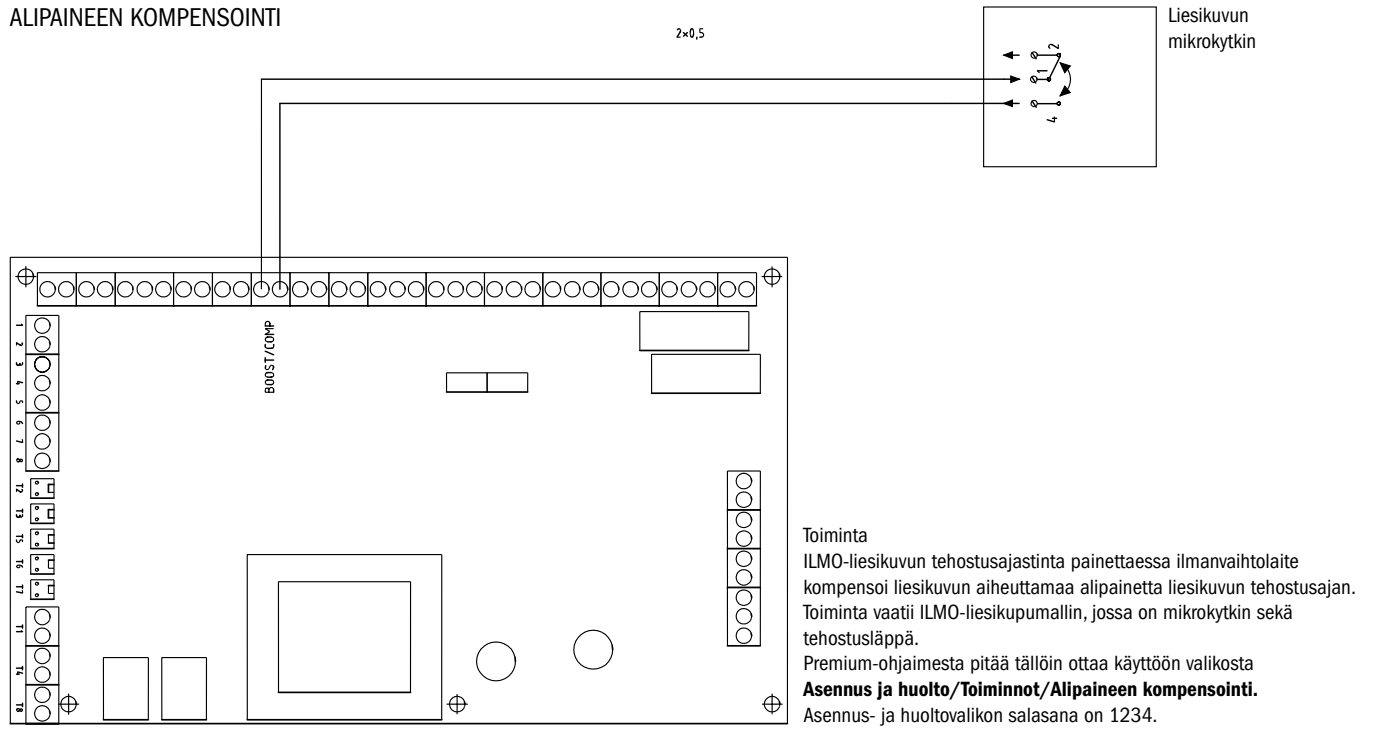 ALIPAINEEN KOMPENSOINTI
2×0,5
Liesikuvun
mikrokytkin
2
1
4
BOOST/COMP
1
2
3
4
5
6
7
8
T2
T3
T5
T6
T7
T1
T4
T8
Toiminta
ILMO-liesikuvun tehostusajastinta painettaessa ilmanvaihtolaite
kompensoi liesikuvun aiheuttamaa alipainetta liesikuvun tehostusajan.
Toiminta vaatii ILMO-liesikupumallin, jossa on mikrokytkin sekä
tehostusläppä.
Premium-ohjaimesta pitää tällöin ottaa käyttöön valikosta
Asennus ja huolto/Toiminnot/Alipaineen kompensointi.
Asennus- ja huoltovalikon salasana on 1234.